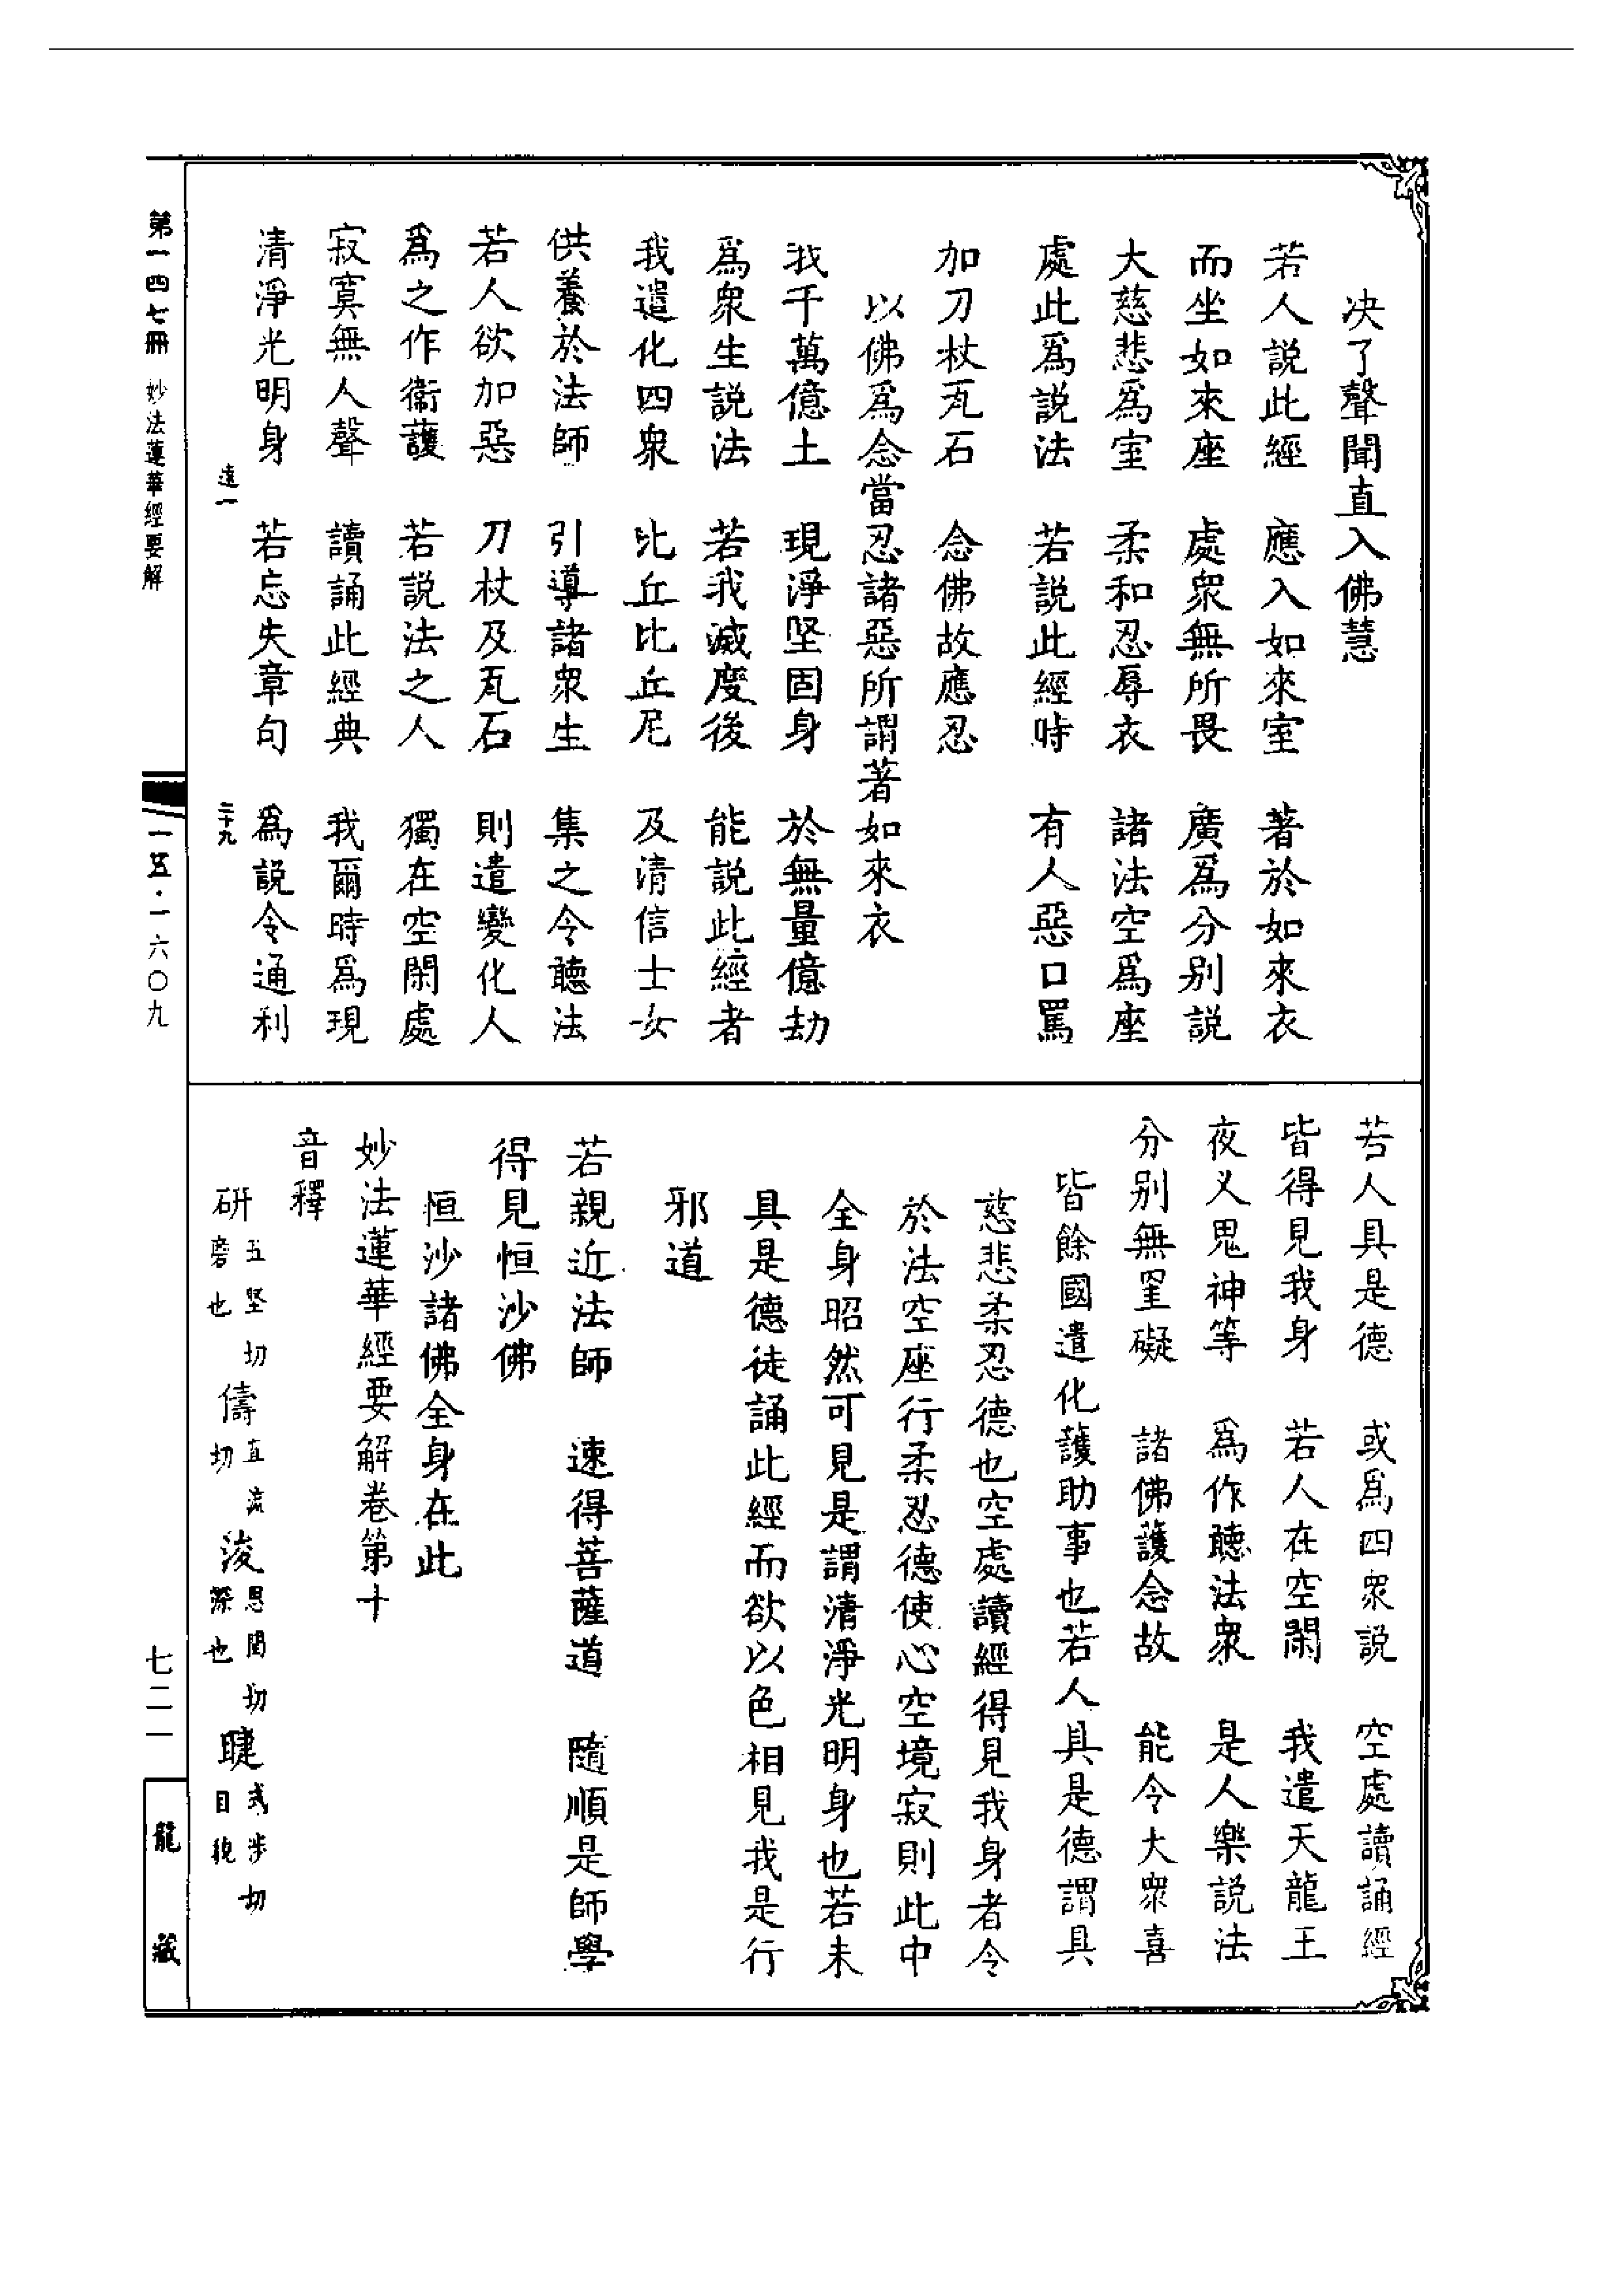 决了聲聞直入佛慧
若人說此經　應入如來室　著於如來衣
而坐如來座　處衆無所畏　廣爲分别說
大慈悲爲室　柔和忍辱衣　諸法空爲座
處此爲說法　若說此經時　有人惡口罵
加刀杖瓦石　念佛故應忍
以佛爲念當忍諸惡所謂著如來衣
我千萬億土　現淨堅固身　於無量億劫
爲衆生說法　若我滅度後　能說此經者
我遣化四衆　比丘比丘尼　及清信士女
供養於法師　引導諸衆生　集之令聽法
若人欲加惡　刀杖及瓦石　則遣變化人
爲之作衞護　若說法之人　獨在空閑處
寂寞無人聲　讀誦此經典　我爾時爲現
清淨光明身　若忘失章句　爲說令通利
遠一　二十九
若人具是德　或爲四衆說　空處讀誦經
皆得見我身　若人在空閑　我遣天龍王
夜义鬼神等　爲作聽法衆　是人樂說法
分别無罣礙　諸佛護念故　能令大衆喜
皆餘國遣化護助事也若人具是德謂具
慈悲柔忍德也空處讀經得見我身者令
於法空座行柔忍德使心空境寂則此中
全身昭然可見是謂清淨光明身也若未
具是德徒誦此經而欲以色相見我是行
邪道
若親近法師　速得菩薩道　隨順是師學
得見恒沙佛
恒沙諸佛全身在此
妙法蓮華經要解卷第十
音釋
研五堅切窮也　儔直流切　浚思閏切深也　䀹式涉切目貌
第一四七冊　妙法蓮華經要解
一五·一六〇九
七二一
龍藏